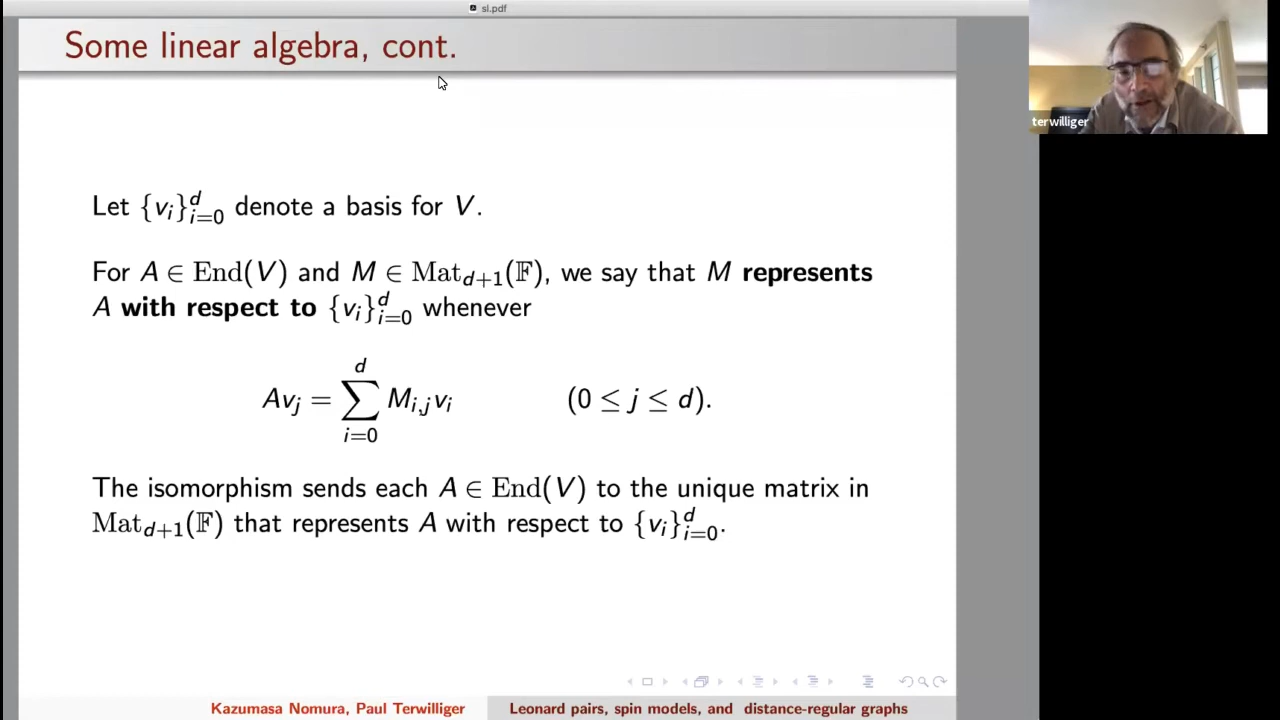 sl.pdf
Some linear algebra, cont.
terwilliger
Let {v_i}_{i=0}^d denote a basis for V.
For A ∈ End(V) and M ∈ Mat_{d+1}(𝔽), we say that M represents
A with respect to {v_i}_{i=0}^d whenever
Av_j = ∑_{i=0}^d M_{i,j}v_i (0 ≤ j ≤ d).
The isomorphism sends each A ∈ End(V) to the unique matrix in
Mat_{d+1}(𝔽) that represents A with respect to {v_i}_{i=0}^d.
Kazumasa Nomura, Paul Terwilliger Leonard pairs, spin models, and distance-regular graphs